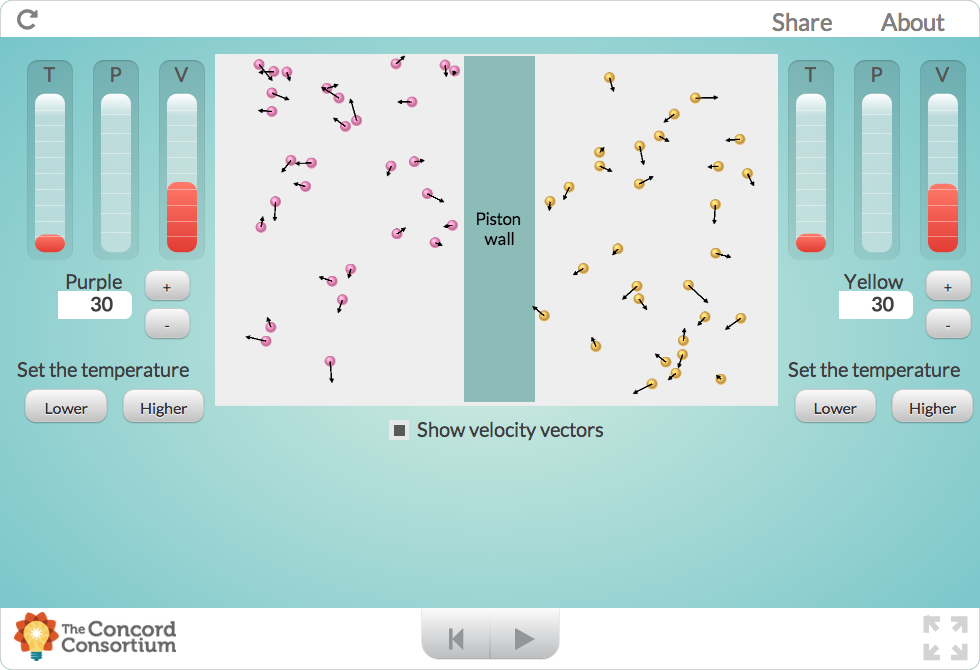 Share About
T P V
T P V
Piston
wall
Purple
30
+
-
Yellow
30
+
-
Set the temperature
Lower Higher
Set the temperature
Lower Higher
Show velocity vectors
The Concord
Consortium